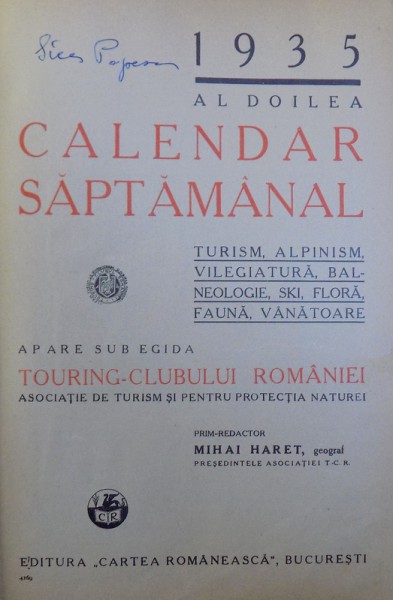 1935
Popescu
AL DOILEA
CALENDAR
SĂPTĂMÂNAL
TURISM, ALPINISM,
VILEGIATURĂ, BAL-
NEOLOGIE, SKI, FLORĂ,
FAUNĂ, VÂNĂTOARE
APARE SUB EGIDA
TOURING-CLUBULUI ROMÂNIEI
ASOCIAȚIE DE TURISM ȘI PENTRU PROTECȚIA NATUREI
PRIM-REDACTOR
MIHAI HARET, geograf
PREȘEDINTELE ASOCIAȚIEI T-C R.
CR
EDITURA „CARTEA ROMÂNEASCĂ”, BUCUREȘTI